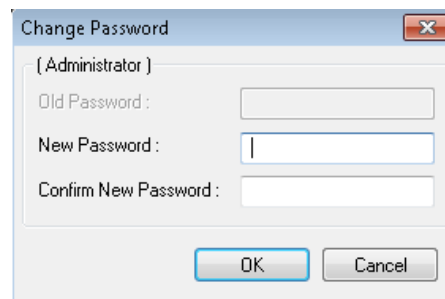 Change Password
( Administrator )
Old Password :
New Password :
Confirm New Password :
OK Cancel